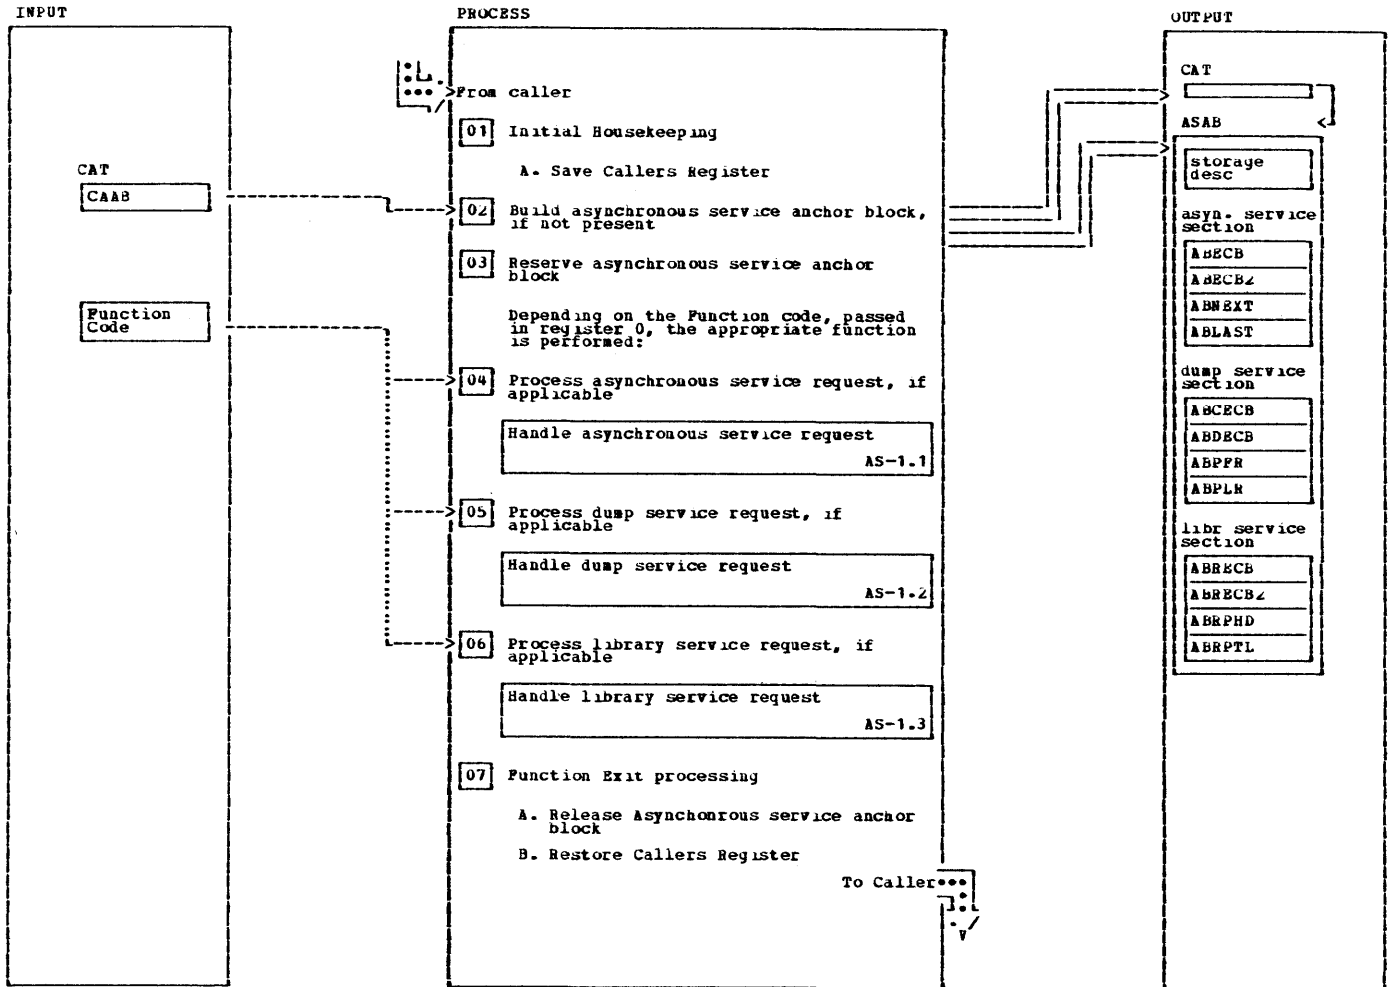 INPUT
CAT
CAAB
Function
Code
PROCESS
From caller
01 Initial Housekeeping
A. Save Callers Register
02 Build asynchronous service anchor block,
if not present
03 Reserve asynchronous service anchor
block
Depending on the Function code, passed
in register 0, the appropriate function
is performed:
04 Process asynchronous service request, if
applicable
Handle asynchronous service request
AS-1.1
05 Process dump service request, if
applicable
Handle dump service request
AS-1.2
06 Process library service request, if
applicable
Handle library service request
AS-1.3
07 Function Exit processing
A. Release Asynchonrous service anchor
block
B. Restore Callers Register
To Caller
OUTPUT
CAT
ASAB
storage
desc
asyn. service
section
ABECB
ABECB2
ABNEXT
ABLAST
dump service
section
ABCECB
ABDECB
ABPFR
ABPLR
libr service
section
ABRECB
ABRECB2
ABRPHD
ABRPTL